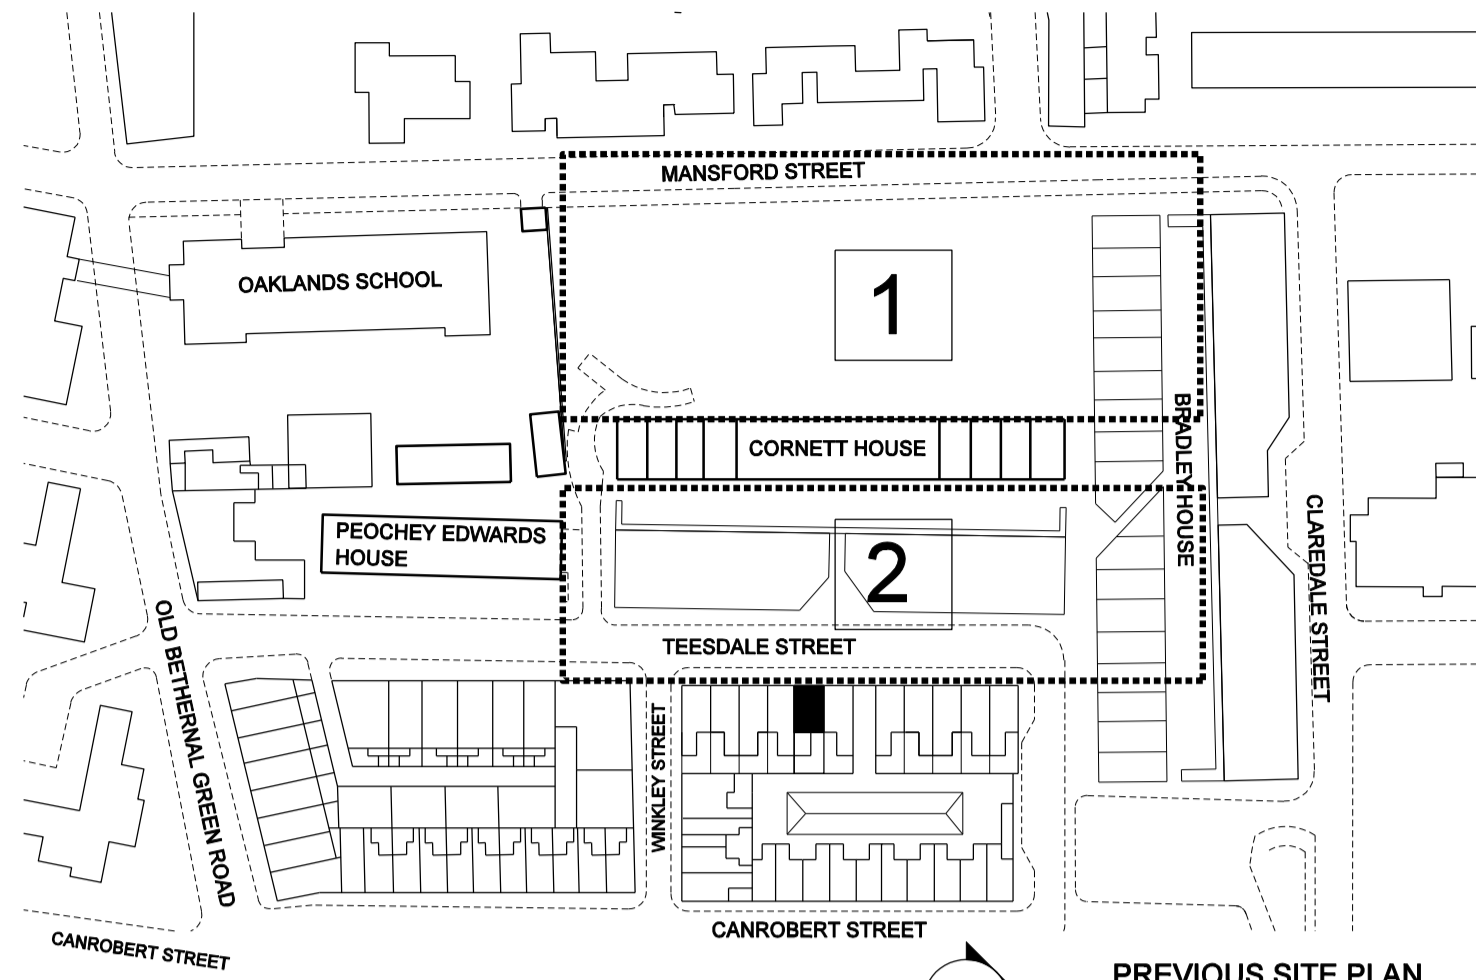 MANSFORD STREET
OAKLANDS SCHOOL
1
BRADLEY HOUSE
CORNETT HOUSE
PEOCHEY EDWARDS
HOUSE
2
CLAREDALE STREET
OLD BETHERNAL GREEN ROAD
TEESDALE STREET
WINKLEY STREET
CANROBERT STREET
CANROBERT STREET
PREVIOUS SITE PLAN